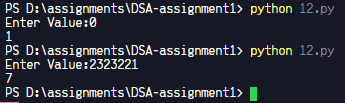 PS D:\assignments\DSA-assignment1> python 12.py
Enter Value:0
1
PS D:\assignments\DSA-assignment1> python 12.py
Enter Value:2323221
7
PS D:\assignments\DSA-assignment1>